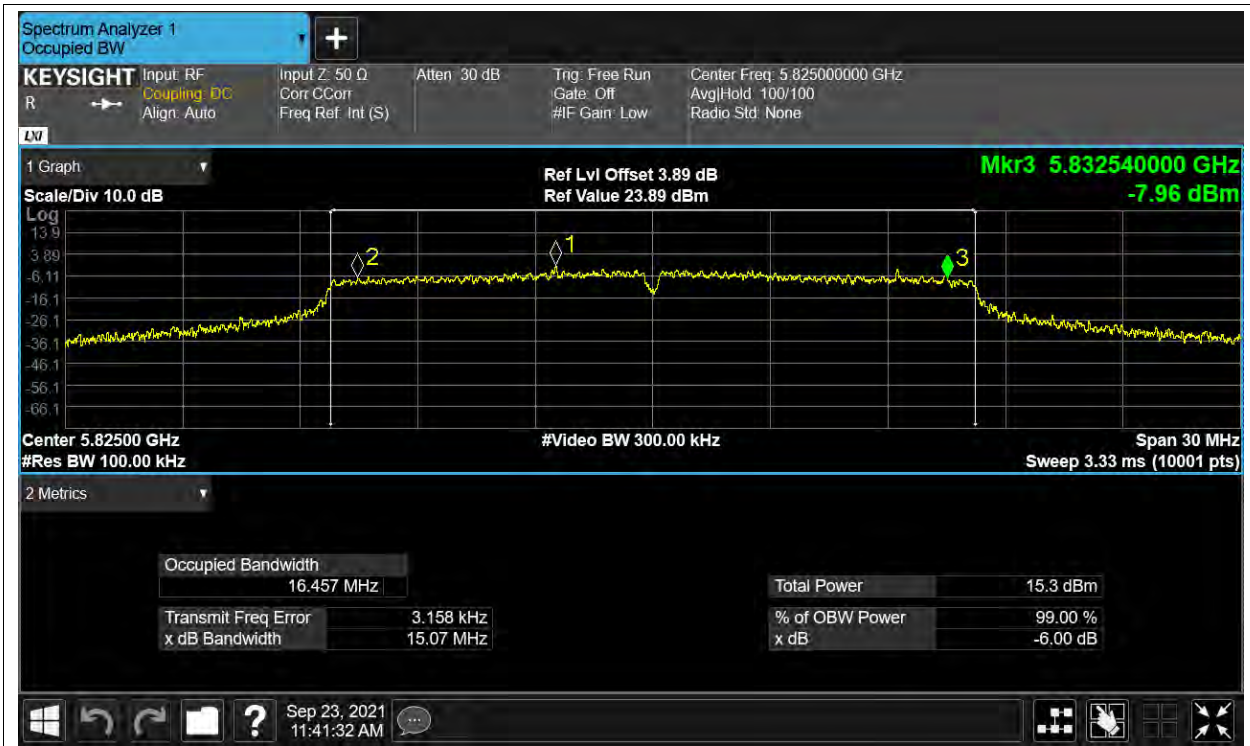 Spectrum Analyzer 1
Occupied BW
+
KEYSIGHT
R
LXI
Input: RF
Coupling: DC
Align: Auto
Input Z: 50 Ω
Corr CCorr
Freq Ref: Int (S)
Atten: 30 dB
Trig: Free Run
Gate: Off
#IF Gain: Low
Center Freq: 5.825000000 GHz
Avg|Hold: 100/100
Radio Std: None
1 Graph
Scale/Div 10.0 dB
Ref Lvl Offset 3.89 dB
Ref Value 23.89 dBm
Mkr3 5.832540000 GHz
-7.96 dBm
Log
13.9
3.89
-6.11
-16.1
-26.1
-36.1
-46.1
-56.1
-66.1
2
1
3
Center 5.82500 GHz
#Res BW 100.00 kHz
#Video BW 300.00 kHz
Span 30 MHz
Sweep 3.33 ms (10001 pts)
2 Metrics
Occupied Bandwidth
16.457 MHz
Transmit Freq Error 3.158 kHz
x dB Bandwidth 15.07 MHz
Total Power 15.3 dBm
% of OBW Power 99.00 %
x dB -6.00 dB
?
Sep 23, 2021
11:41:32 AM